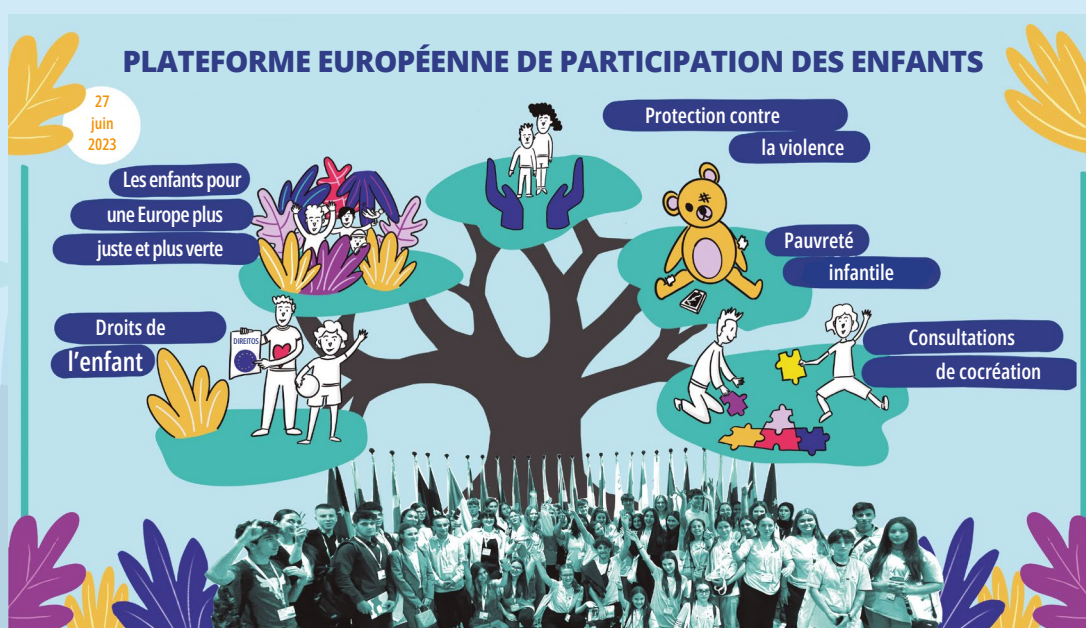 PLATEFORME EUROPÉENNE DE PARTICIPATION DES ENFANTS
27
juin
2023
Les enfants pour
une Europe plus
juste et plus verte
Protection contre
la violence
Pauvreté
infantile
Droits de
l'enfant
DIREITOS
Consultations
de cocréation